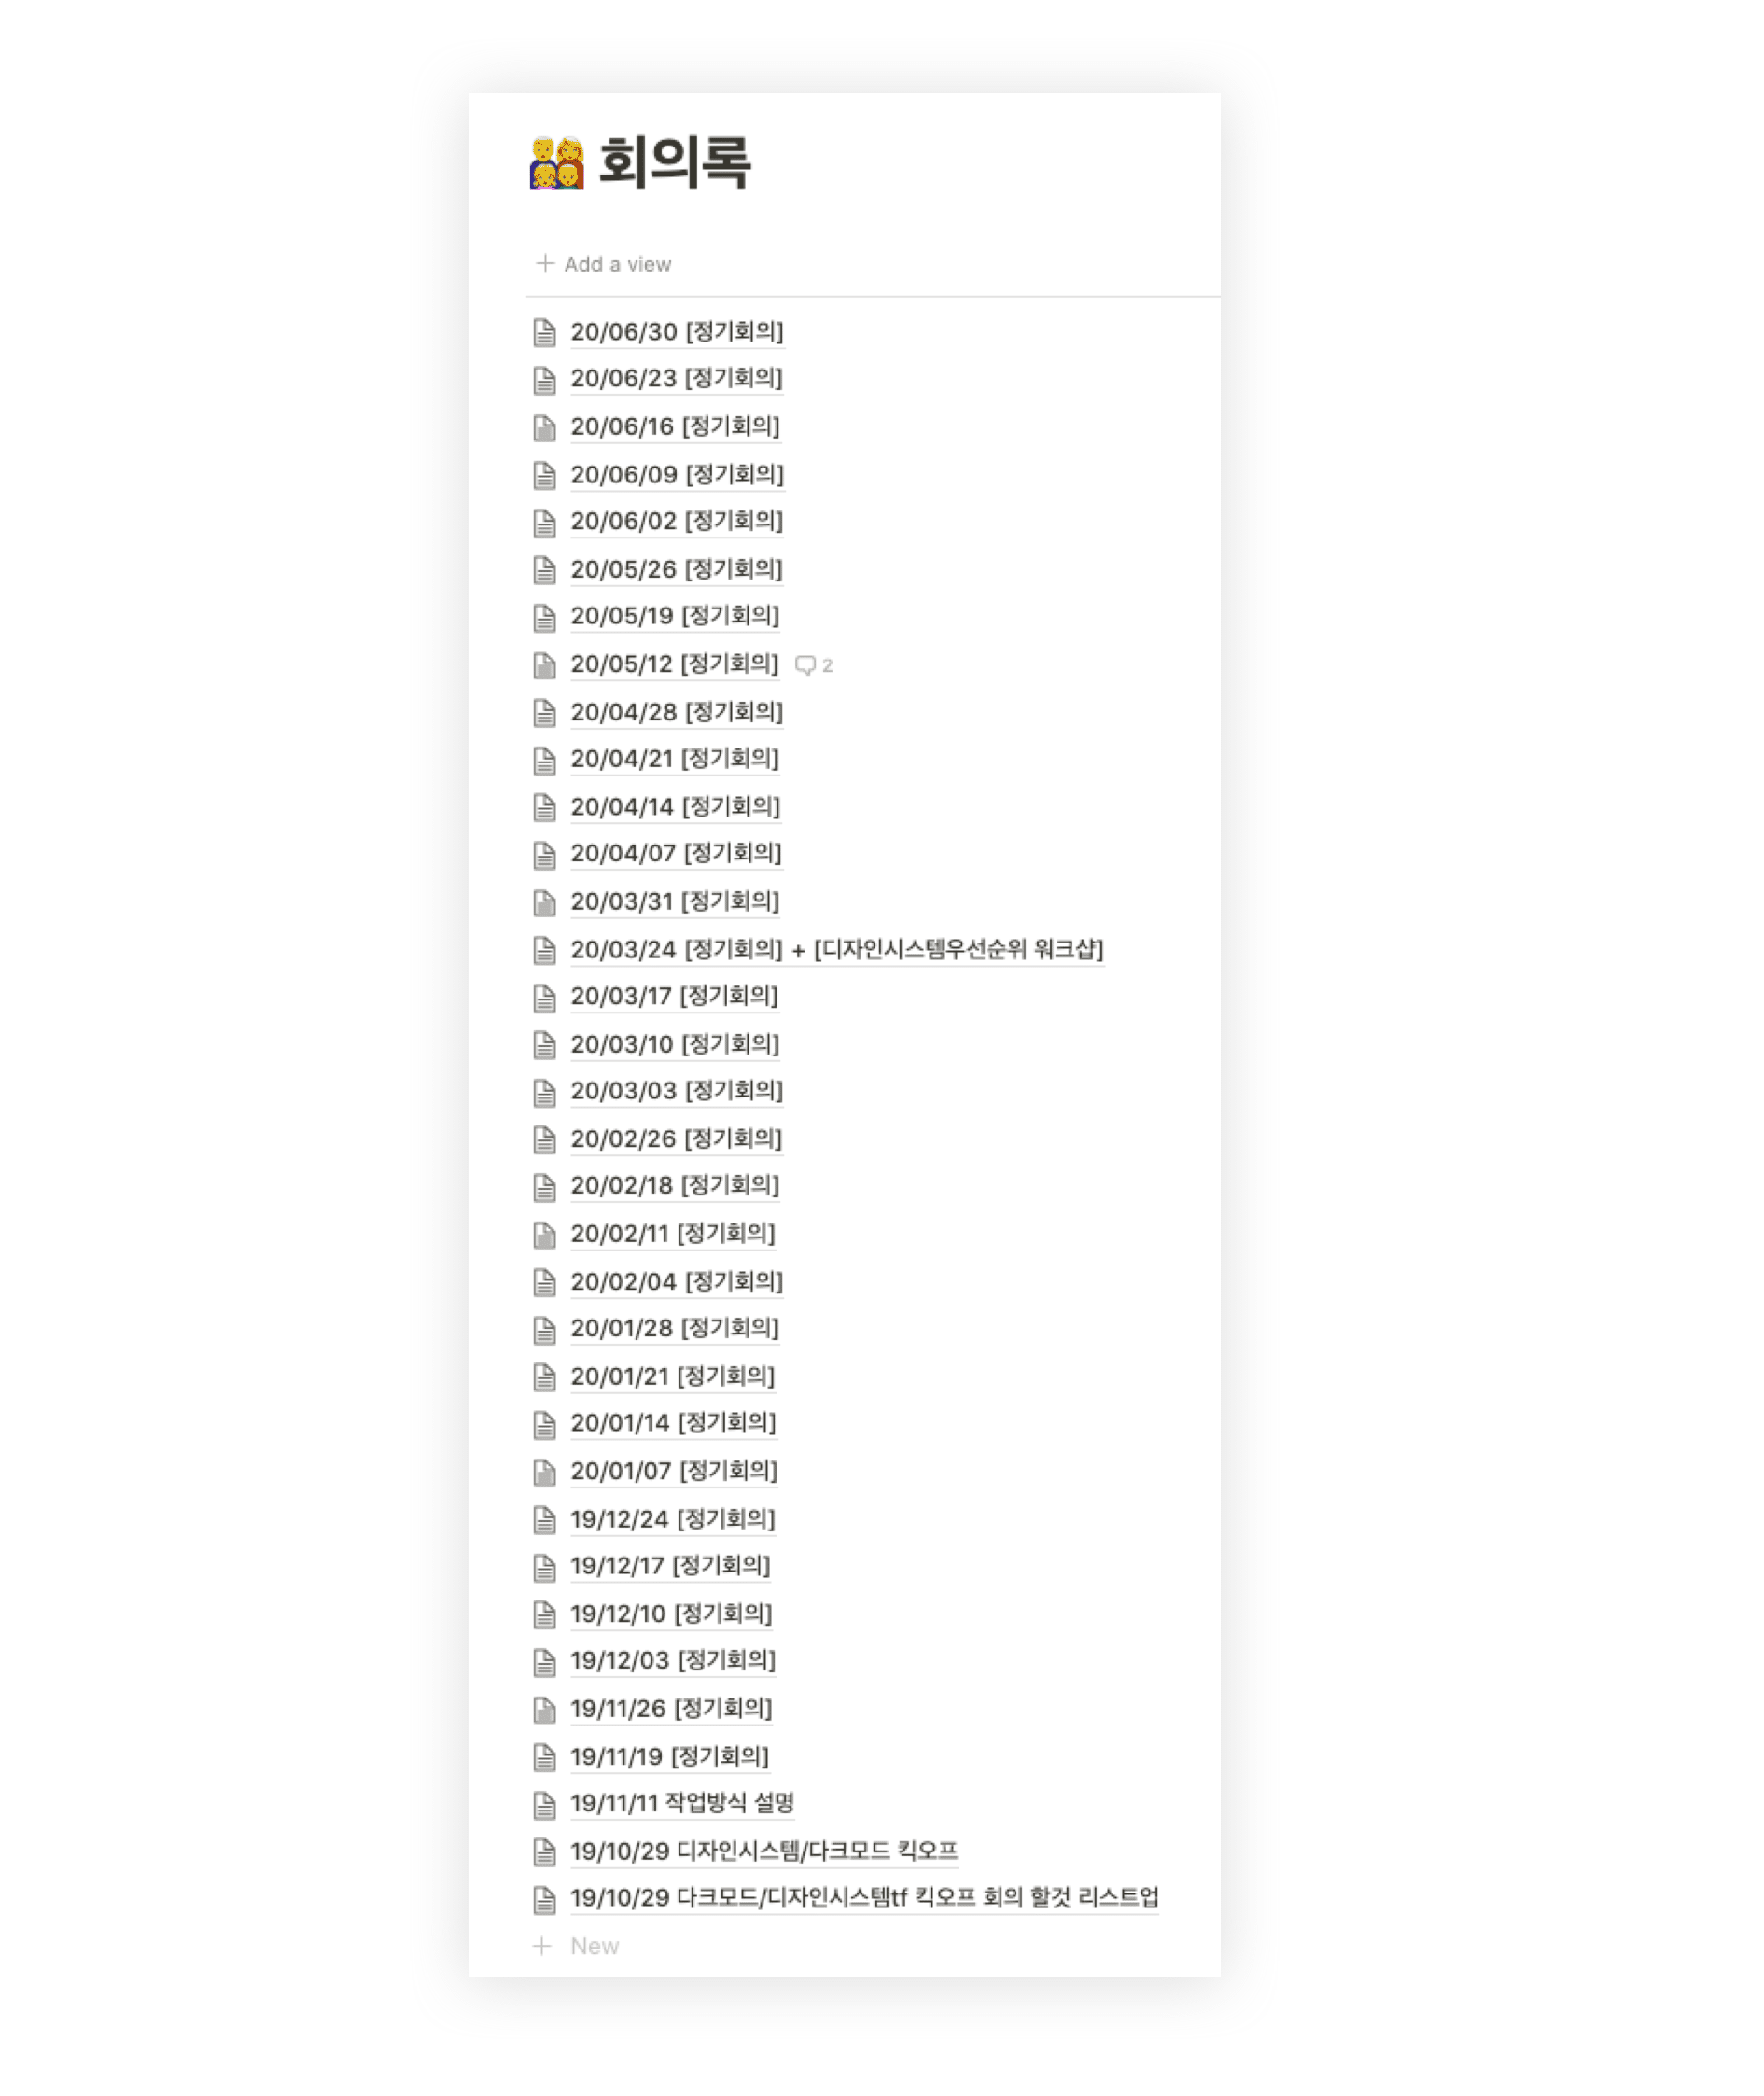 회의록
Add a view
20/06/30 [정기회의]
20/06/23 [정기회의]
20/06/16 [정기회의]
20/06/09 [정기회의]
20/06/02 [정기회의]
20/05/26 [정기회의]
20/05/19 [정기회의]
20/05/12 [정기회의] 2
20/04/28 [정기회의]
20/04/21 [정기회의]
20/04/14 [정기회의]
20/04/07 [정기회의]
20/03/31 [정기회의]
20/03/24 [정기회의] + [디자인시스템우선순위 워크샵]
20/03/17 [정기회의]
20/03/10 [정기회의]
20/03/03 [정기회의]
20/02/26 [정기회의]
20/02/18 [정기회의]
20/02/11 [정기회의]
20/02/04 [정기회의]
20/01/28 [정기회의]
20/01/21 [정기회의]
20/01/14 [정기회의]
20/01/07 [정기회의]
19/12/24 [정기회의]
19/12/17 [정기회의]
19/12/10 [정기회의]
19/12/03 [정기회의]
19/11/26 [정기회의]
19/11/19 [정기회의]
19/11/11 작업방식 설명
19/10/29 디자인시스템/다크모드 킥오프
19/10/29 다크모드/디자인시스템tf 킥오프 회의 할것 리스트업
New